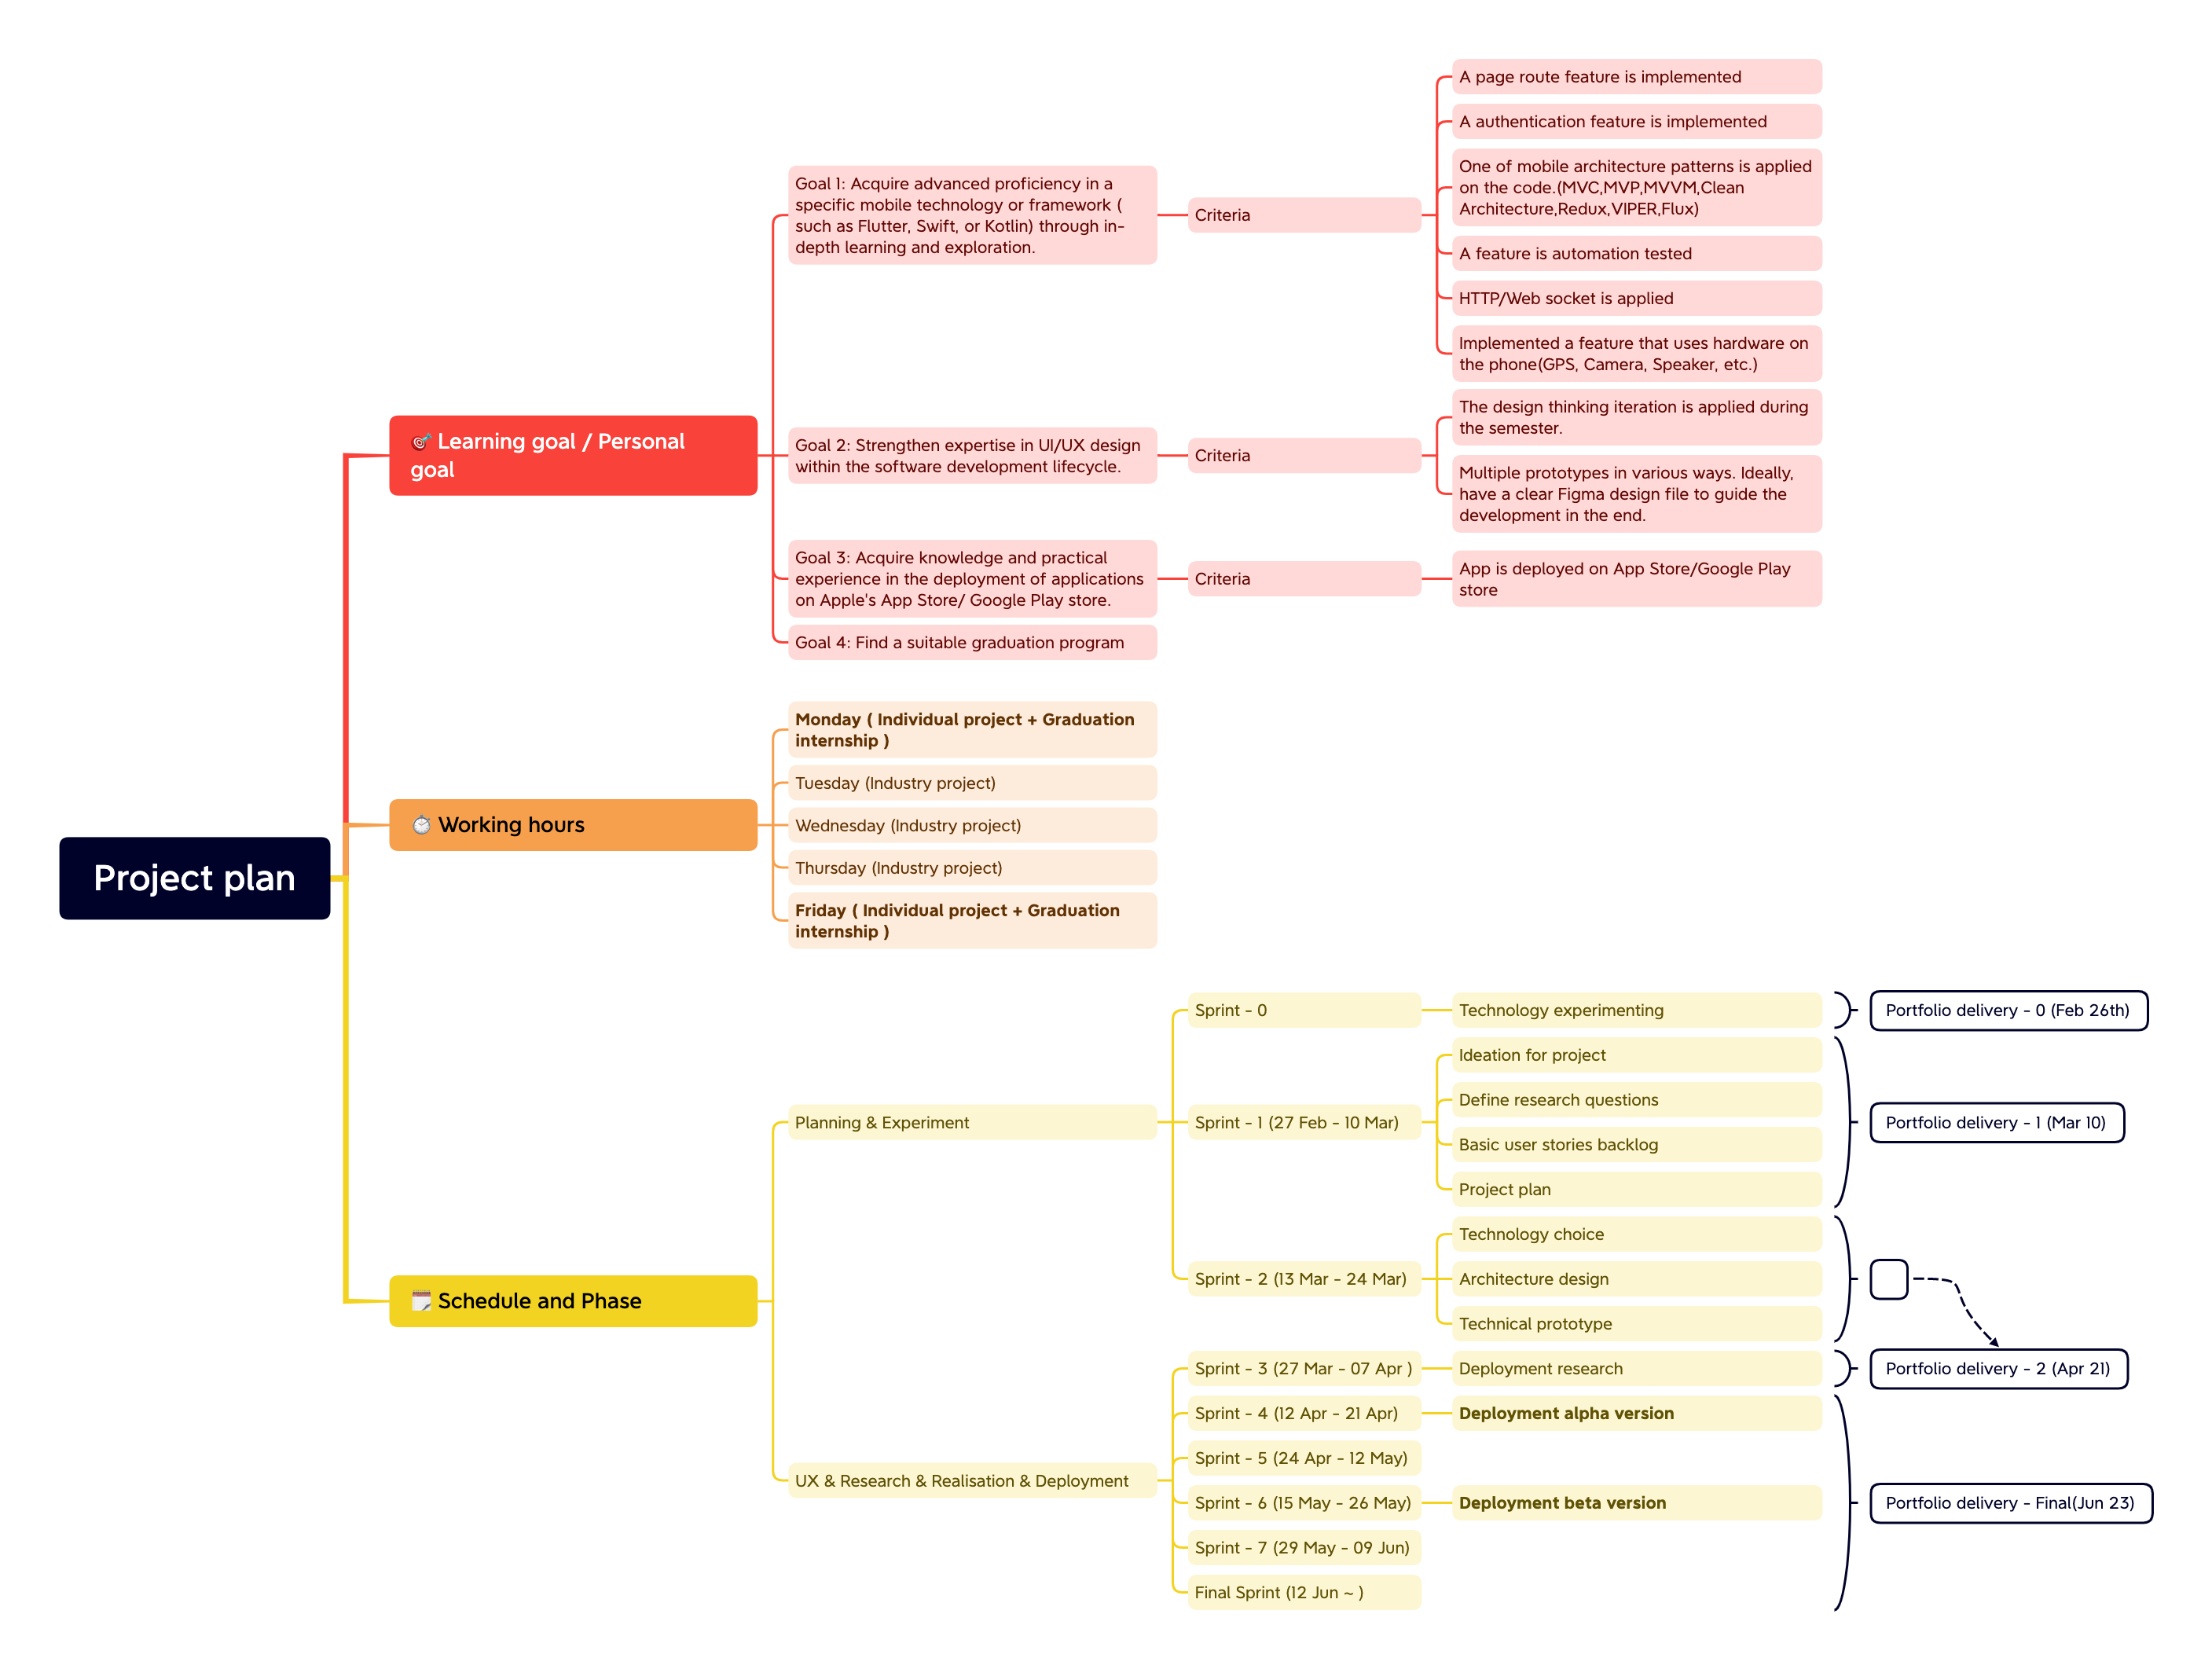 Project plan
🎯 Learning goal / Personal
goal
Goal 1: Acquire advanced proficiency in a
specific mobile technology or framework (
such as Flutter, Swift, or Kotlin) through in-
depth learning and exploration.
Criteria
A page route feature is implemented
A authentication feature is implemented
One of mobile architecture patterns is applied
on the code.(MVC,MVP,MVVM,Clean
Architecture,Redux,VIPER,Flux)
A feature is automation tested
HTTP/Web socket is applied
Implemented a feature that uses hardware on
the phone(GPS, Camera, Speaker, etc.)
Goal 2: Strengthen expertise in UI/UX design
within the software development lifecycle.
Criteria
The design thinking iteration is applied during
the semester.
Multiple prototypes in various ways. Ideally,
have a clear Figma design file to guide the
development in the end.
Goal 3: Acquire knowledge and practical
experience in the deployment of applications
on Apple's App Store/ Google Play store.
Criteria
App is deployed on App Store/Google Play
store
Goal 4: Find a suitable graduation program
⏱️ Working hours
Monday ( Individual project + Graduation
internship )
Tuesday (Industry project)
Wednesday (Industry project)
Thursday (Industry project)
Friday ( Individual project + Graduation
internship )
🗓️ Schedule and Phase
Planning & Experiment
Sprint - 0
Technology experimenting
Portfolio delivery - 0 (Feb 26th)
Sprint - 1 (27 Feb - 10 Mar)
Ideation for project
Define research questions
Basic user stories backlog
Project plan
Portfolio delivery - 1 (Mar 10)
Sprint - 2 (13 Mar - 24 Mar)
Technology choice
Architecture design
Technical prototype
UX & Research & Realisation & Deployment
Sprint - 3 (27 Mar - 07 Apr )
Deployment research
Portfolio delivery - 2 (Apr 21)
Sprint - 4 (12 Apr - 21 Apr)
Deployment alpha version
Sprint - 5 (24 Apr - 12 May)
Sprint - 6 (15 May - 26 May)
Deployment beta version
Portfolio delivery - Final(Jun 23)
Sprint - 7 (29 May - 09 Jun)
Final Sprint (12 Jun ~ )